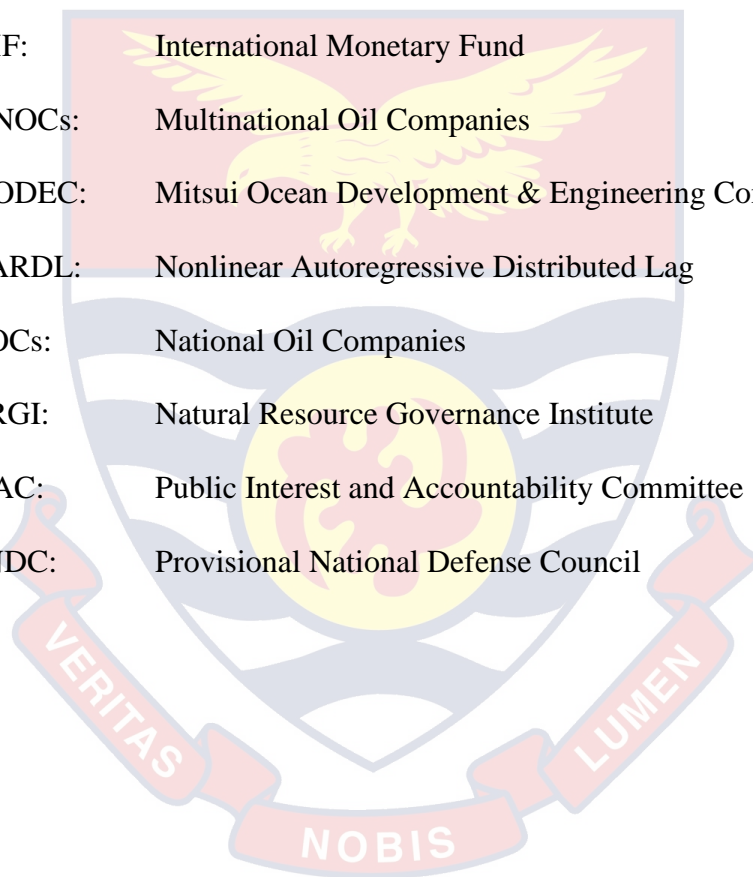 F: International Monetary Fund
NOCs: Multinational Oil Companies
ODEC: Mitsui Ocean Development & Engineering Co
ARDL: Nonlinear Autoregressive Distributed Lag
OCs: National Oil Companies
RGI: Natural Resource Governance Institute
AC: Public Interest and Accountability Committee
NDC: Provisional National Defense Council
VERITAS
NOBIS
LUMEN